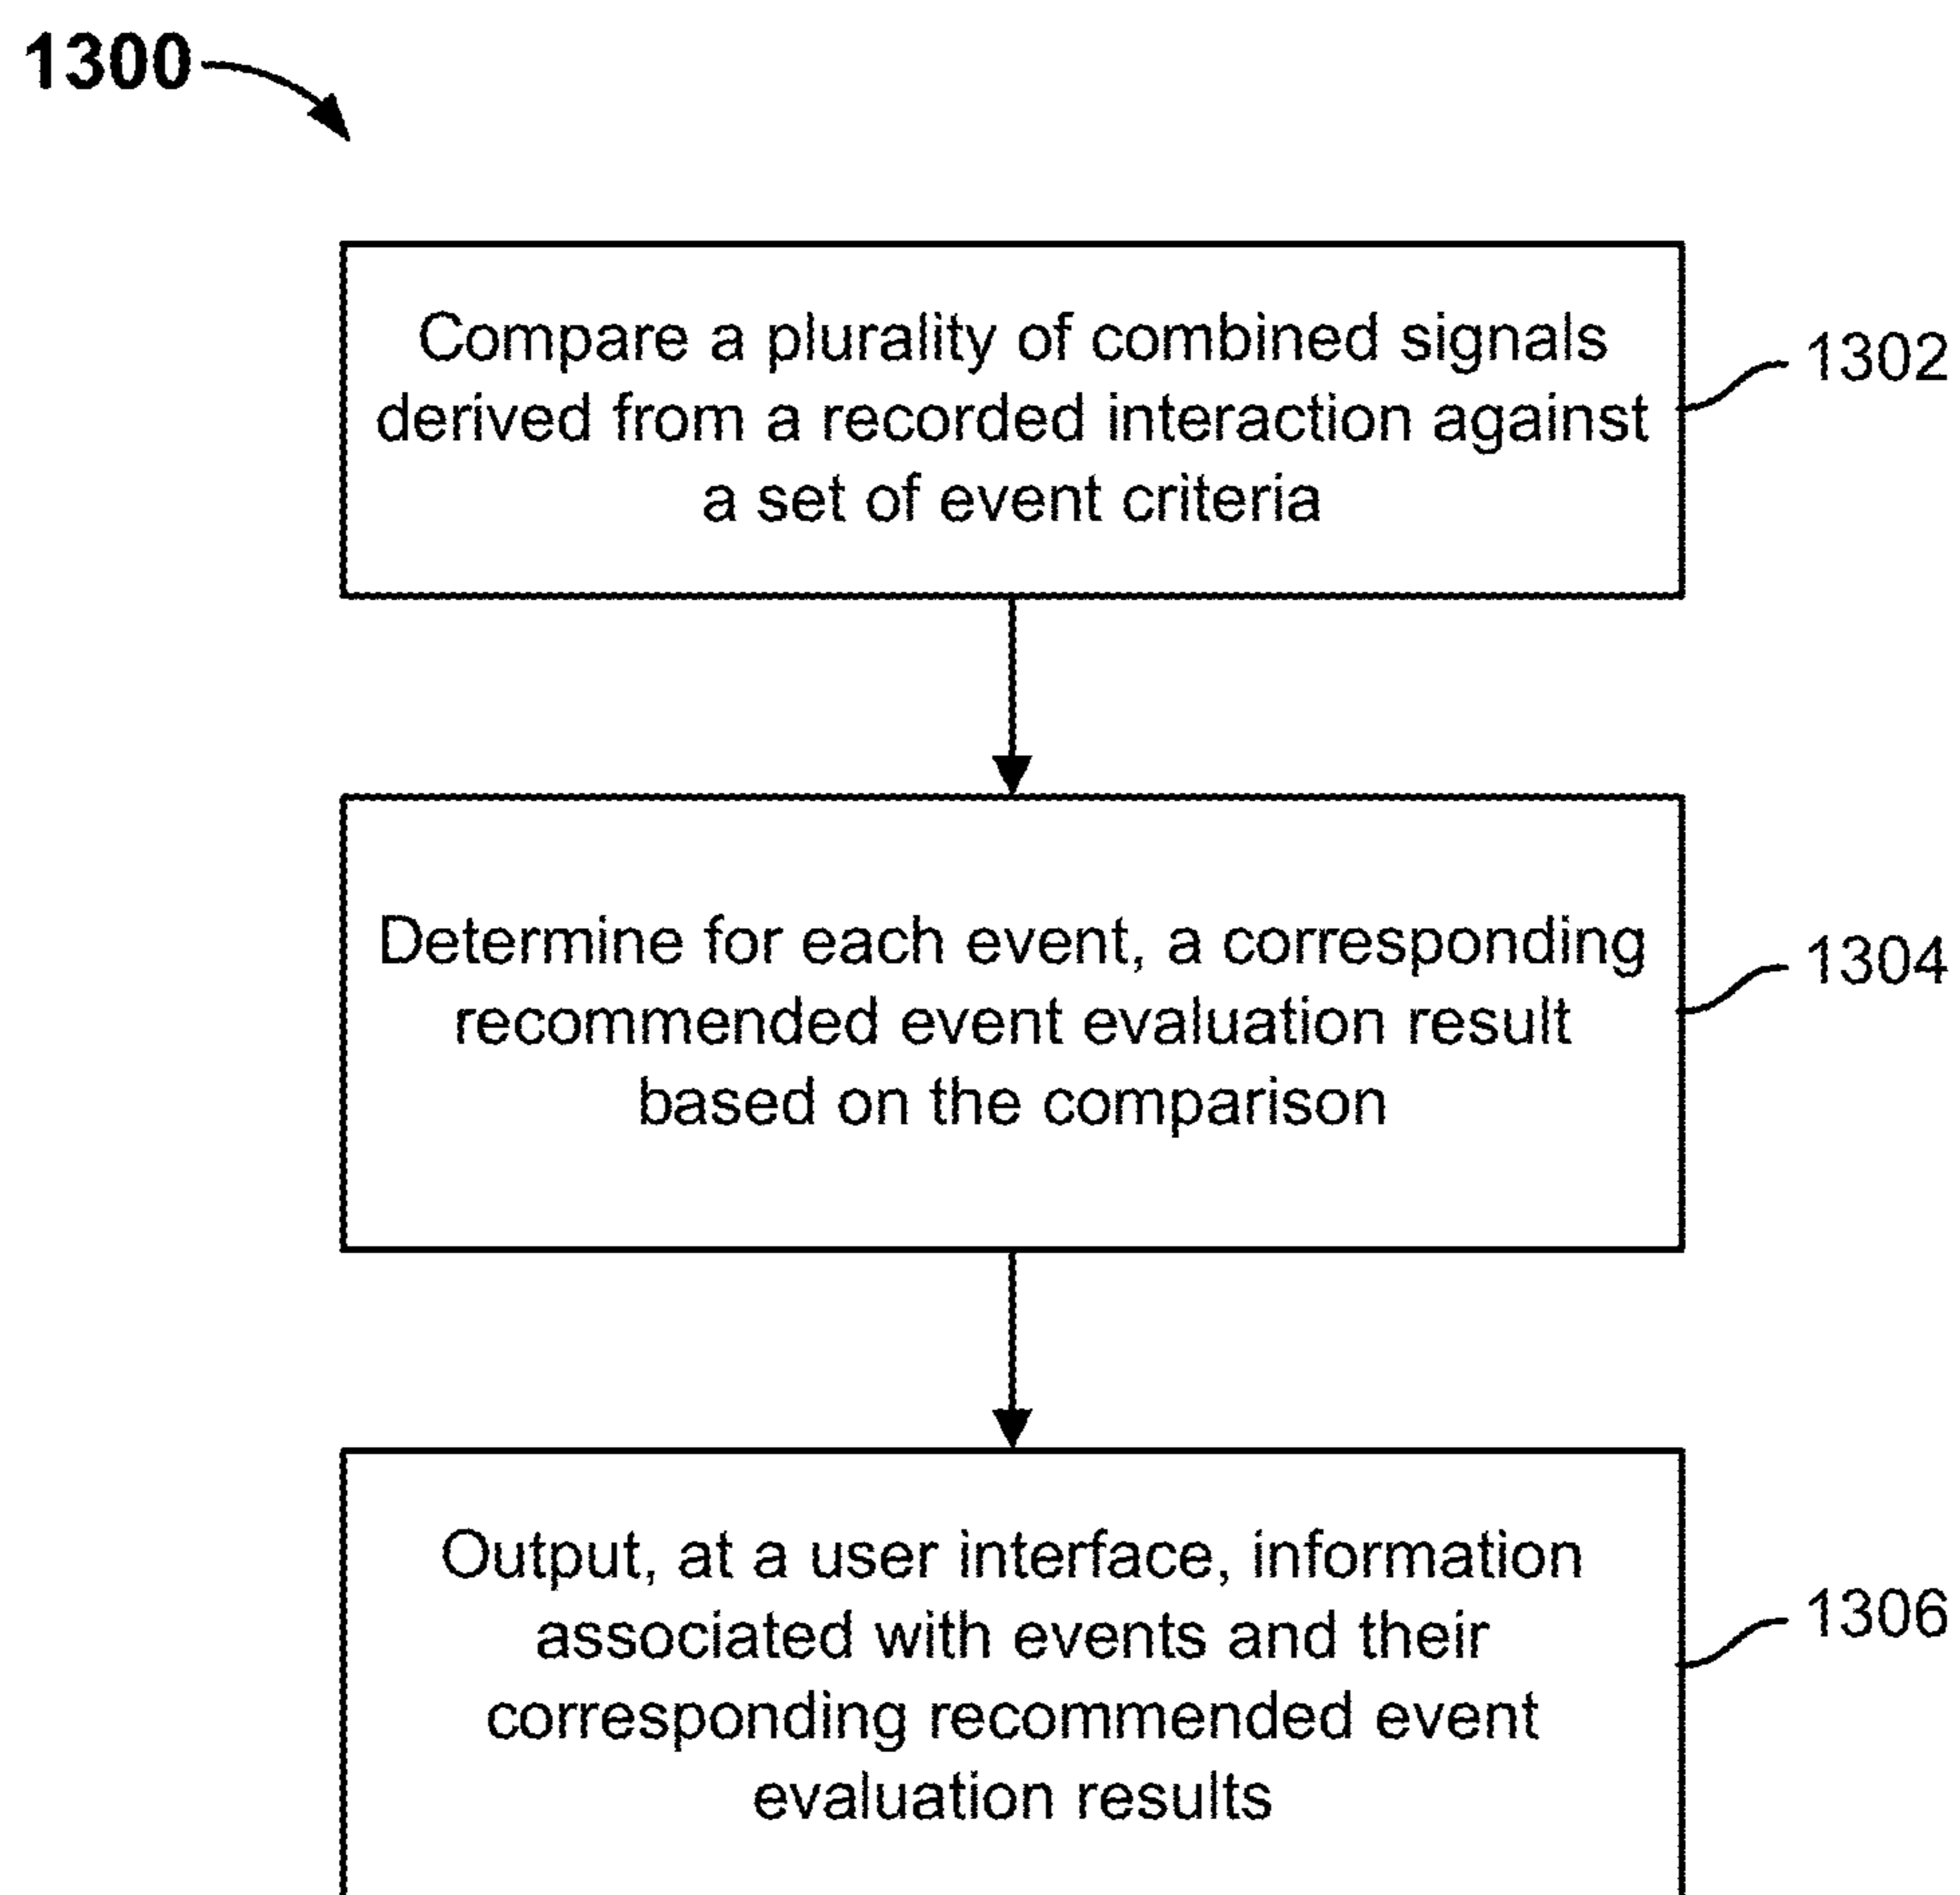 1300
Compare a plurality of combined signals
derived from a recorded interaction against
a set of event criteria
1302
Determine for each event, a corresponding
recommended event evaluation result
based on the comparison
1304
Output, at a user interface, information
associated with events and their
corresponding recommended event
evaluation results
1306